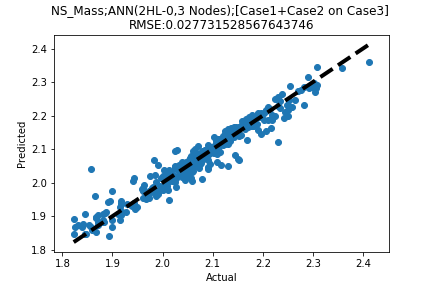 NS_Mass;ANN(2HL-0,3 Nodes);[Case1+Case2 on Case3]
RMSE:0.027731528567643746
2.4
2.3
2.2
2.1
2.0
1.9
1.8
Predicted
1.8 1.9 2.0 2.1 2.2 2.3 2.4
Actual